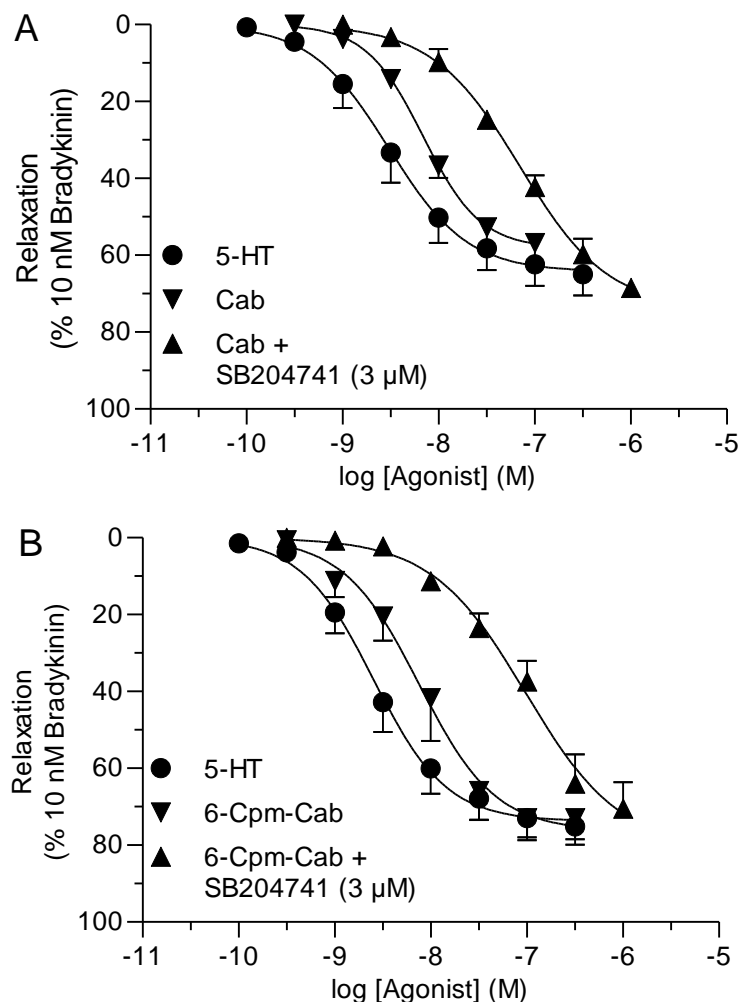 A
0
20
40
60
80
100
Relaxation
(% 10 nM Bradykinin)
5-HT
Cab
Cab +
SB204741 (3 µM)
-11 -10 -9 -8 -7 -6 -5
log [Agonist] (M)
B
0
20
40
60
80
100
Relaxation
(% 10 nM Bradykinin)
5-HT
6-Cpm-Cab
6-Cpm-Cab +
SB204741 (3 µM)
-11 -10 -9 -8 -7 -6 -5
log [Agonist] (M)